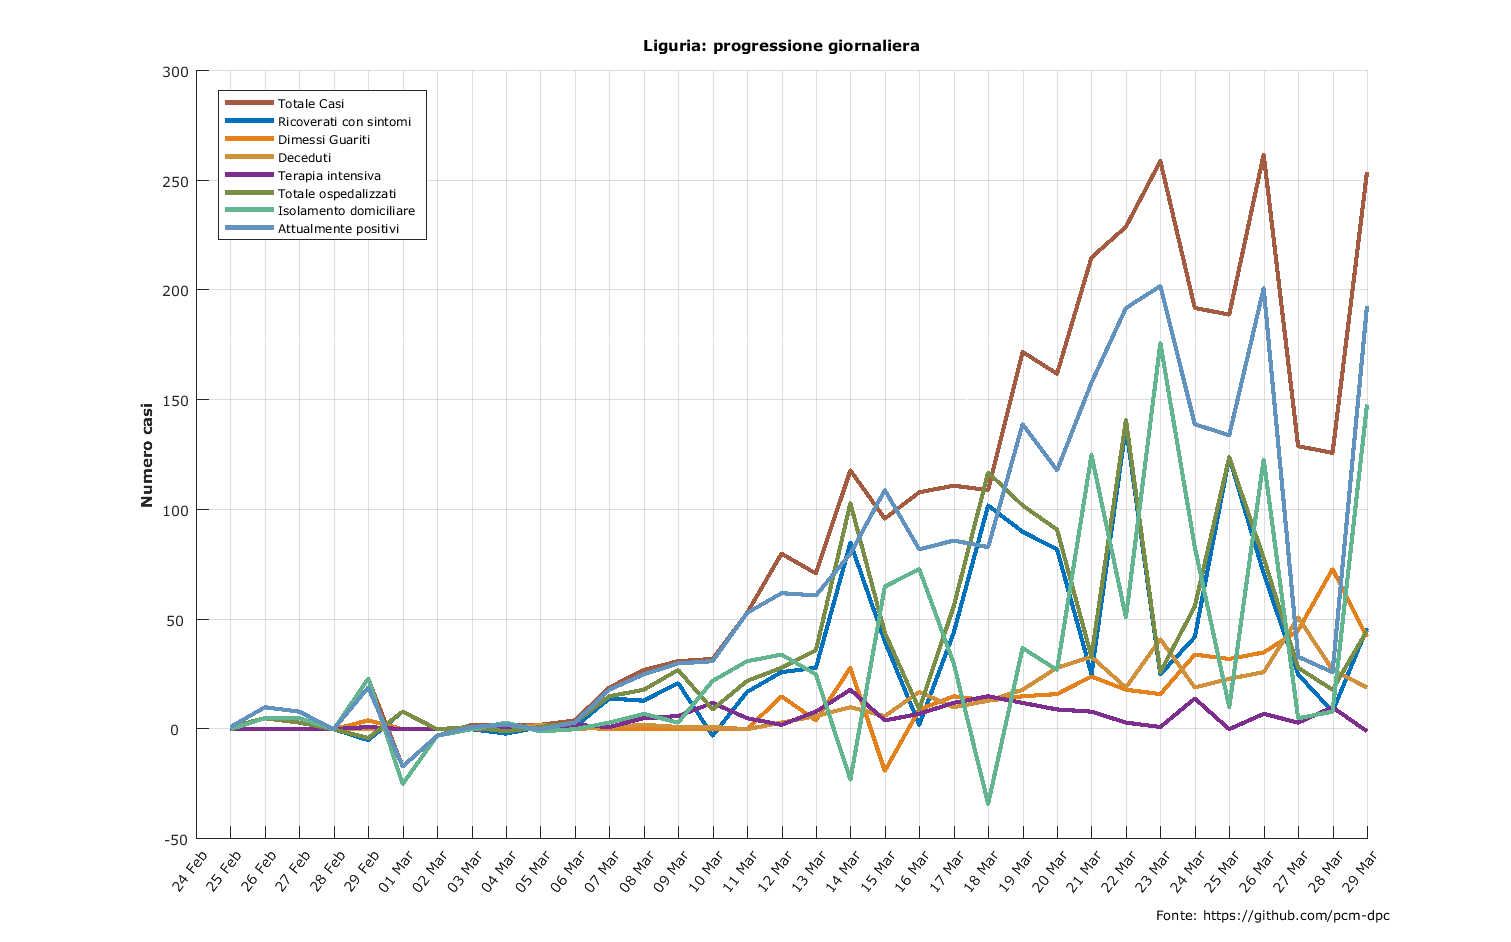 Liguria: progressione giornaliera
300
250
200
150
100
50
0
-50
Numero casi
Totale Casi
Ricoverati con sintomi
Dimessi Guariti
Deceduti
Terapia intensiva
Totale ospedalizzati
Isolamento domiciliare
Attualmente positivi
24 Feb
25 Feb
26 Feb
27 Feb
28 Feb
29 Feb
01 Mar
02 Mar
03 Mar
04 Mar
05 Mar
06 Mar
07 Mar
08 Mar
09 Mar
10 Mar
11 Mar
12 Mar
13 Mar
14 Mar
15 Mar
16 Mar
17 Mar
18 Mar
19 Mar
20 Mar
21 Mar
22 Mar
23 Mar
24 Mar
25 Mar
26 Mar
27 Mar
28 Mar
29 Mar
Fonte: https://github.com/pcm-dpc